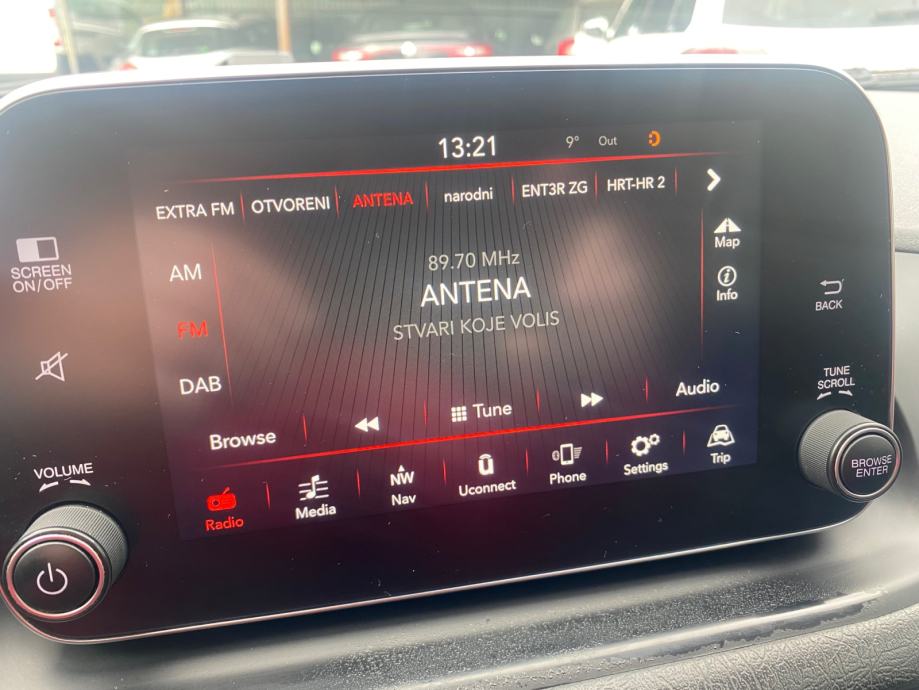 13:21
9° Out
EXTRA FM OTVORENI ANTENA narodni ENT3R ZG HRT-HR 2
SCREEN
ON/OFF
AM
FM
DAB
89.70 MHz
ANTENA
STVARI KOJE VOLIS
Map
Info
BACK
TUNE
SCROLL
Browse Tune Audio
VOLUME
Radio Media NW Nav Uconnect Phone Settings Trip
BROWSE
ENTER